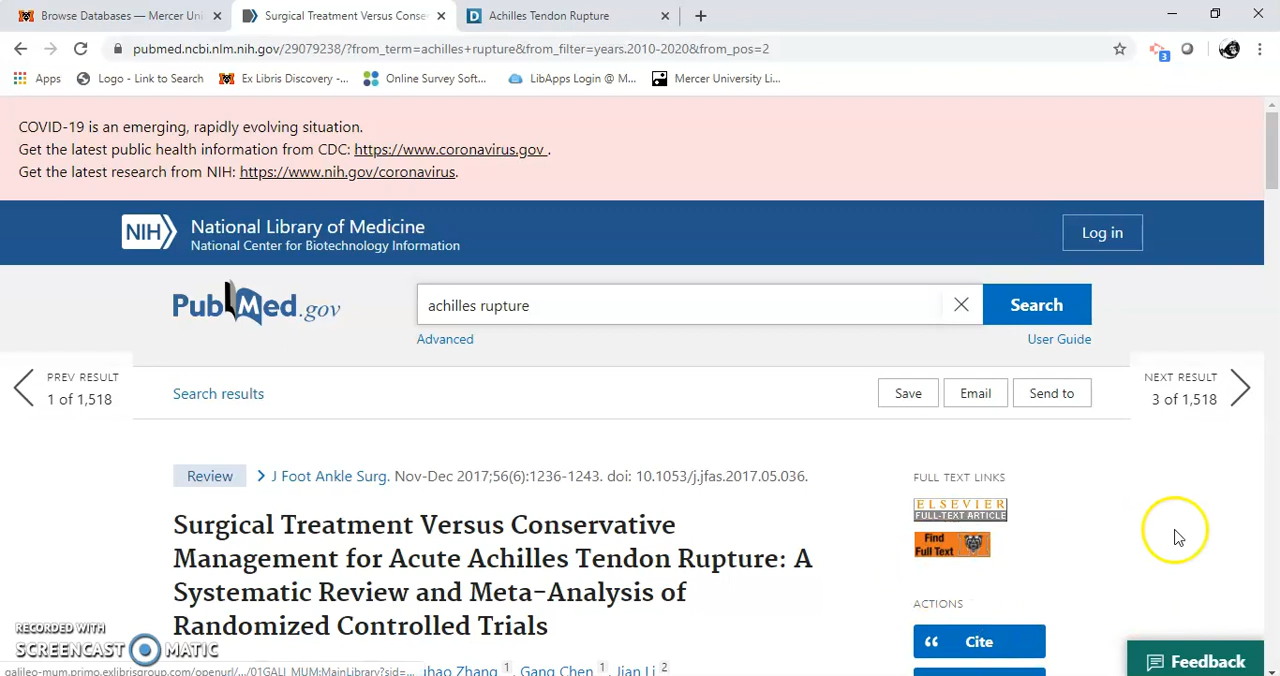 Browse Databases — Mercer Uni
Surgical Treatment Versus Conse
Achilles Tendon Rupture
pubmed.ncbi.nlm.nih.gov/29079238/?from_term=achilles+rupture&from_filter=years.2010-2020&from_pos=2
3
Apps
Logo - Link to Search
Ex Libris Discovery -...
Online Survey Soft...
LibApps Login @ M...
Mercer University Li...
COVID-19 is an emerging, rapidly evolving situation.
Get the latest public health information from CDC: https://www.coronavirus.gov .
Get the latest research from NIH: https://www.nih.gov/coronavirus.
NIH
National Library of Medicine
National Center for Biotechnology Information
Log in
PubMed.gov
achilles rupture
Search
Advanced
User Guide
PREV RESULT
1 of 1,518
NEXT RESULT
3 of 1,518
Search results
Save
Email
Send to
Review
J Foot Ankle Surg. Nov-Dec 2017;56(6):1236-1243. doi: 10.1053/j.jfas.2017.05.036.
FULL TEXT LINKS
ELSEVIER
FULL-TEXT ARTICLE
Find
Full Text
Surgical Treatment Versus Conservative
Management for Acute Achilles Tendon Rupture: A
Systematic Review and Meta-Analysis of
Randomized Controlled Trials
ACTIONS
Cite
RECORDED WITH
SCREENCAST MATIC
uhao Zhang 1, Gang Chen 1, Jian Li 2
galileo-mum.primo.exlibrisgroup.com/openurl/.../01GALI_MUM:MainLibrary?sid=...
Feedback